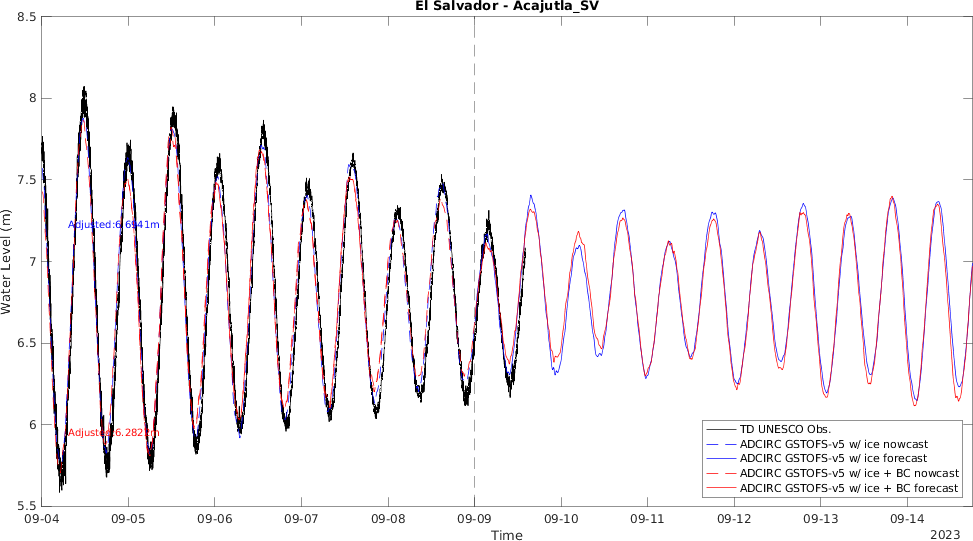 El Salvador - Acajutla_SV
8.5
8
7.5
7
6.5
6
5.5
Water Level (m)
Adjusted:6.6941m
Adjusted:6.2822m
TD UNESCO Obs.
ADCIRC GSTOFS-v5 w/ ice nowcast
ADCIRC GSTOFS-v5 w/ ice forecast
ADCIRC GSTOFS-v5 w/ ice + BC nowcast
ADCIRC GSTOFS-v5 w/ ice + BC forecast
09-04 09-05 09-06 09-07 09-08 09-09 09-10 09-11 09-12 09-13 09-14
Time
2023